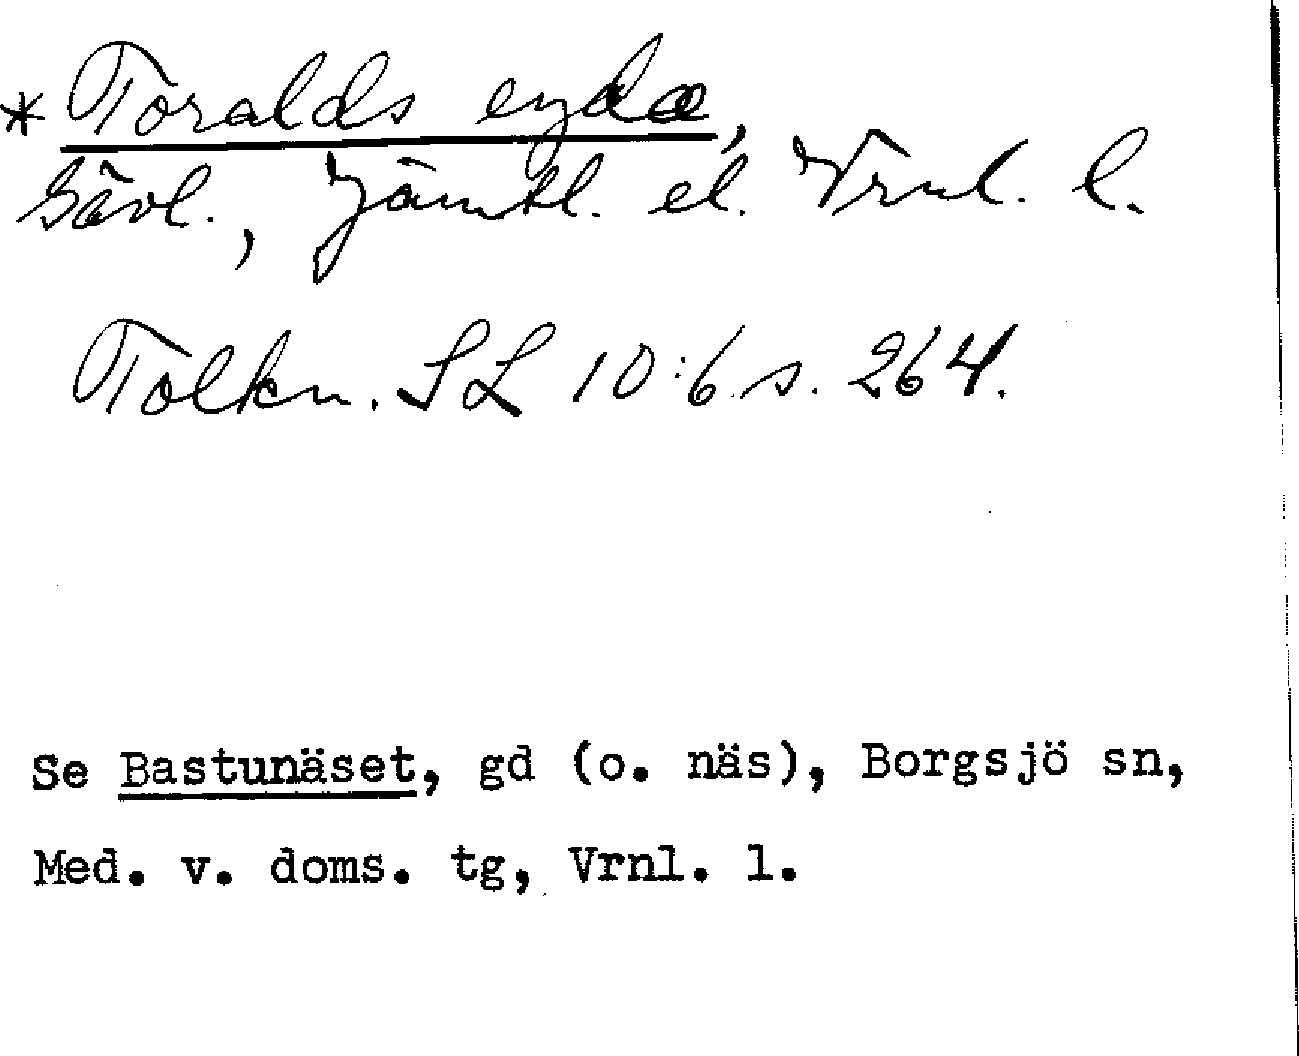 * Toralds eydæ,
Gävl., Jämtl. el. Vrnl. l.
Tolkn. SL 10:6 s. 264.
Se Bastunäset, gd (o. näs), Borgsjö sn,
Med. v. doms. tg, Vrnl. l.